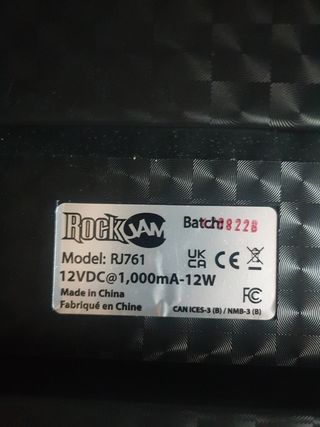 RockJAM Batch:
Model: RJ761 UK CA CE
12VDC@1,000mA-12W
Made in China
Fabriqué en Chine FC
CAN ICES-3 (B) / NMB-3 (B)